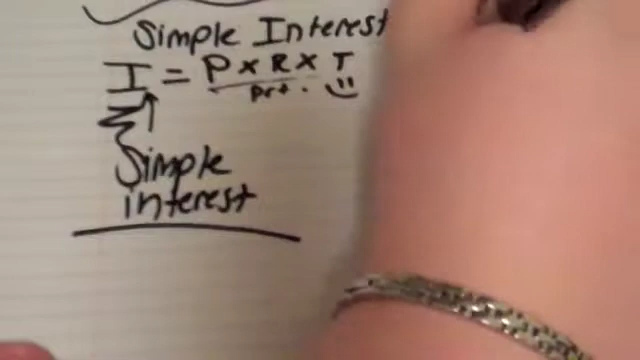 Simple Interest
I = P x R x T
prt.
Simple
interest